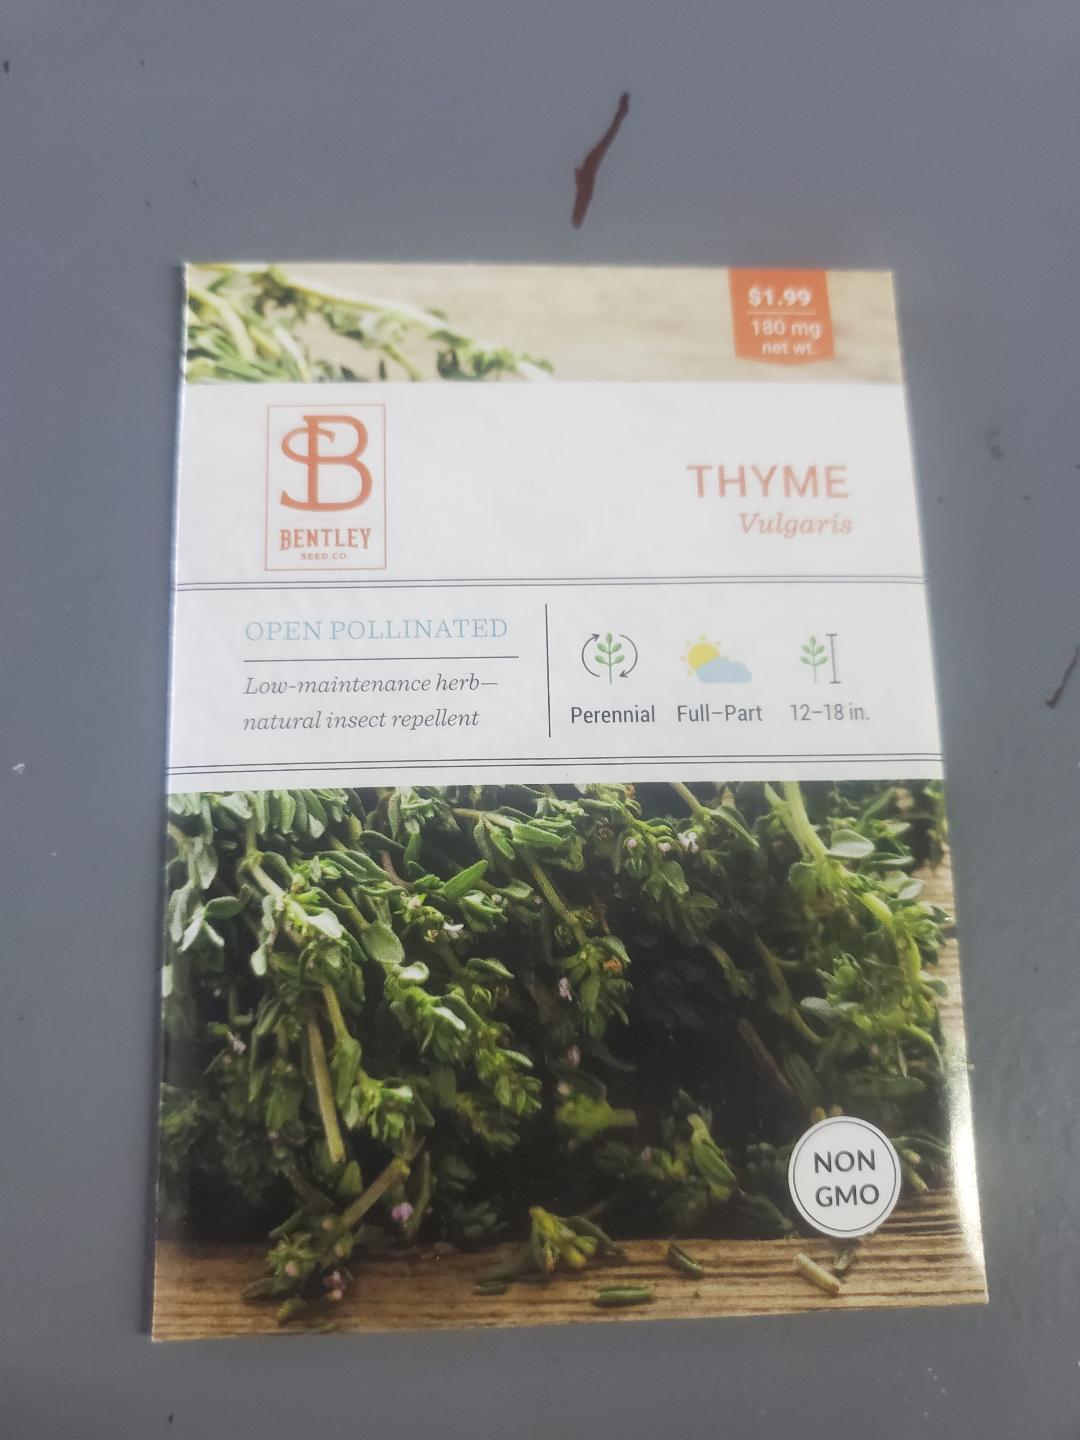 $1.99
180 mg
net wt.
SB
BENTLEY
SEED CO.
THYME
Vulgaris
OPEN POLLINATED
Low-maintenance herb—
natural insect repellent
Perennial
Full–Part
12–18 in.
NON
GMO